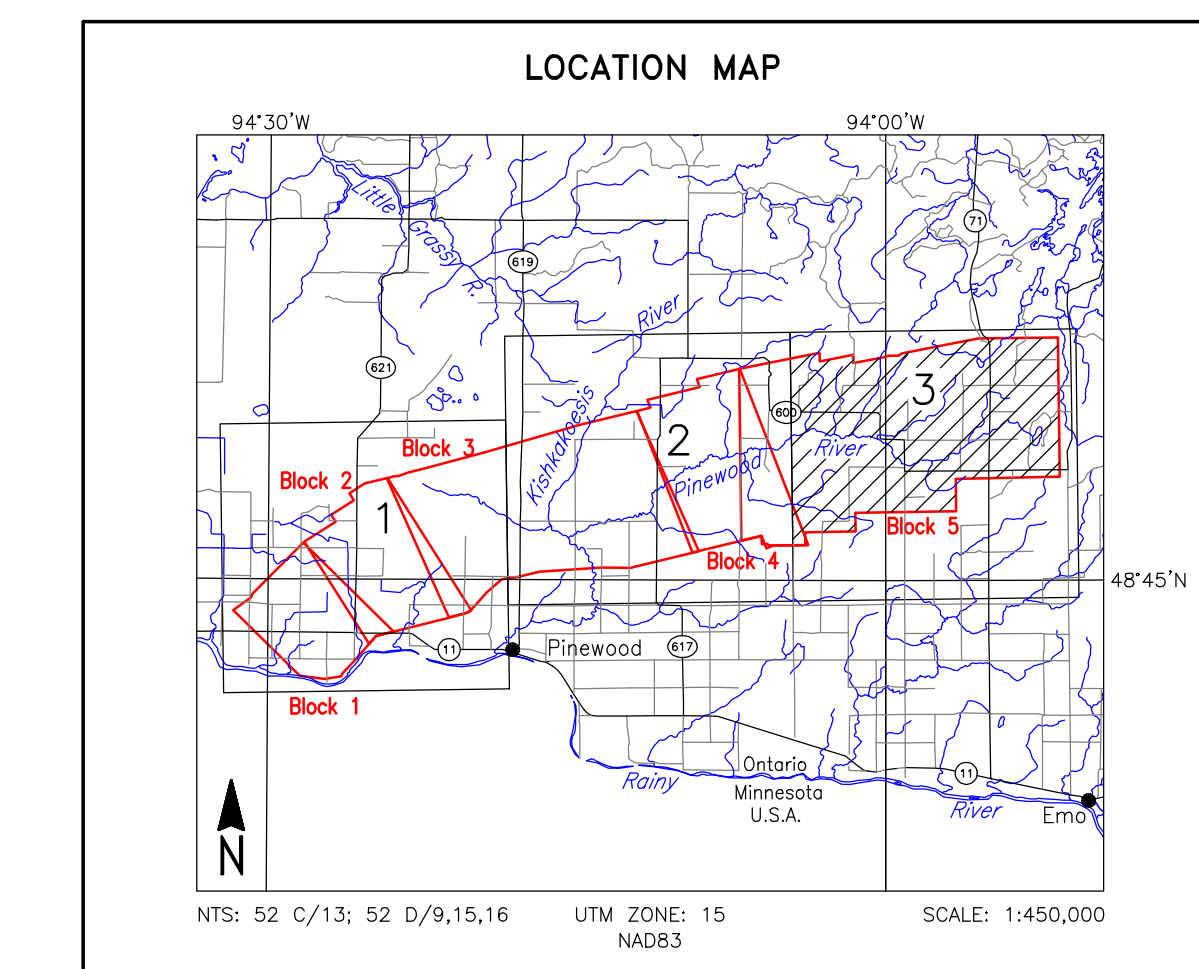 LOCATION MAP
94°30'W
94°00'W
Little
Grassy
R.
71
619
River
621
3
600
Block 3
2
River
Kishkakoesis
Pinewood
Block 2
1
Block 5
Block 4
48°45'N
11
Pinewood
617
Block 1
Ontario
11
Rainy
Minnesota
U.S.A.
River
Emo
N
NTS: 52 C/13; 52 D/9,15,16
UTM ZONE: 15
SCALE: 1:450,000
NAD83